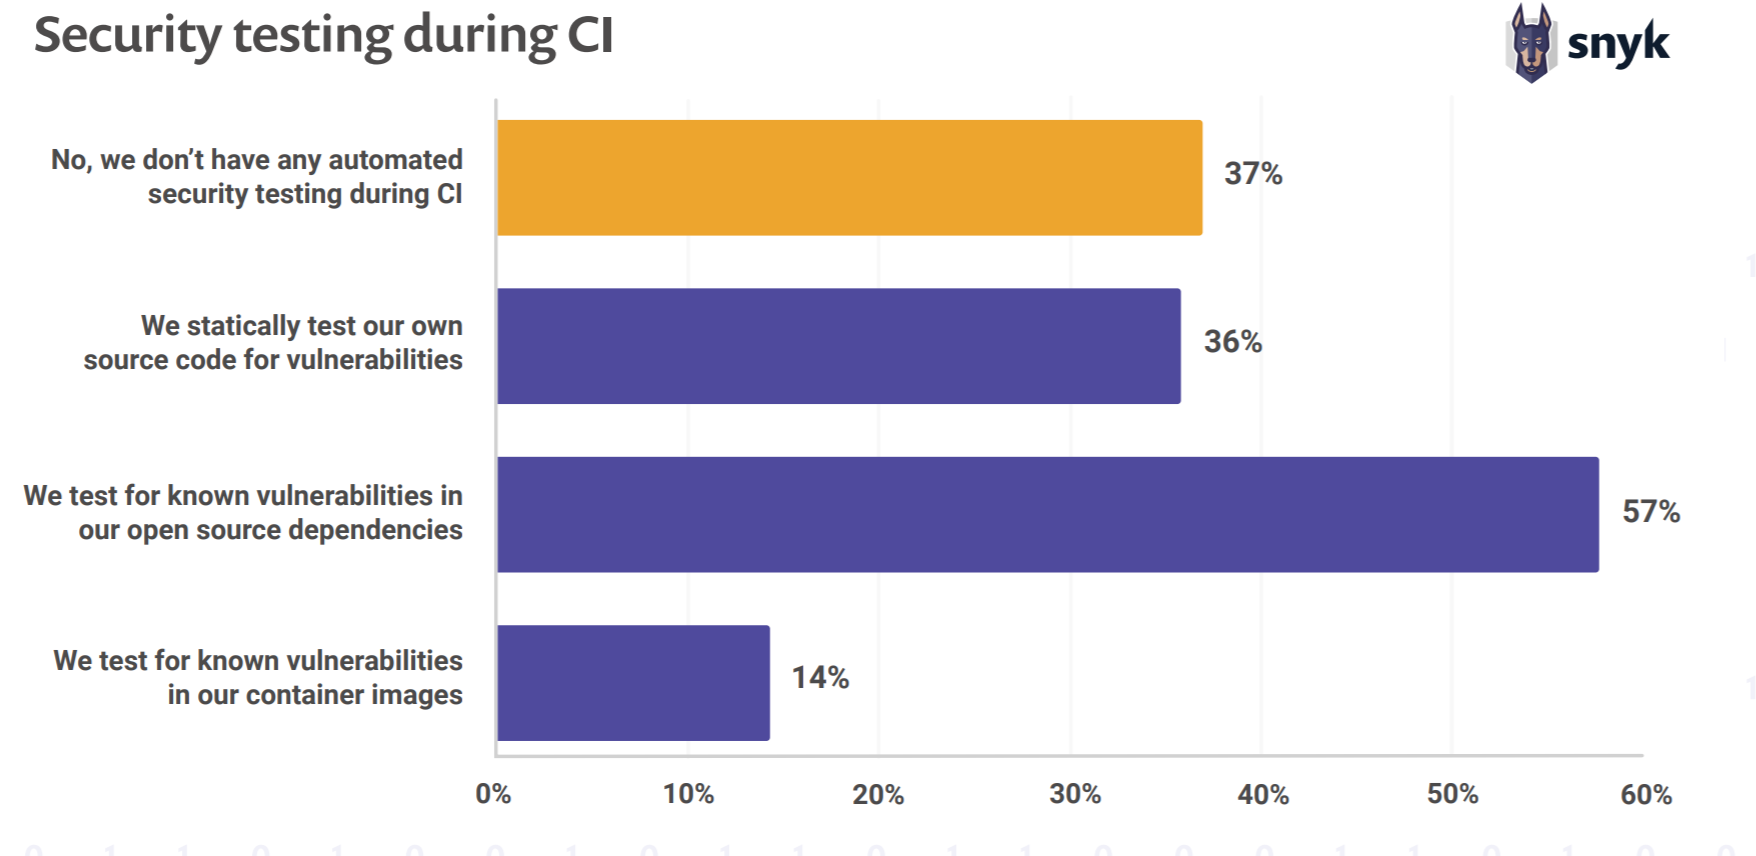 Security testing during CI
snyk
No, we don't have any automated
security testing during CI
37%
We statically test our own
source code for vulnerabilities
36%
We test for known vulnerabilities in
our open source dependencies
57%
We test for known vulnerabilities
in our container images
14%
0% 10% 20% 30% 40% 50% 60%